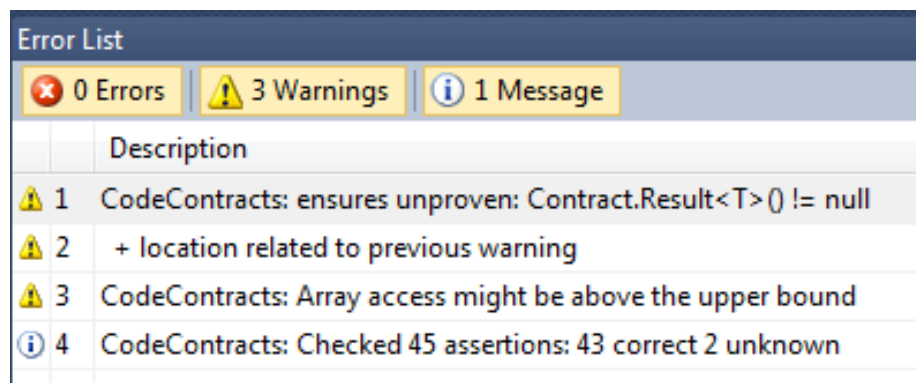 Error List
0 Errors 3 Warnings 1 Message
Description
1 CodeContracts: ensures unproven: Contract.Result<T>() != null
2 + location related to previous warning
3 CodeContracts: Array access might be above the upper bound
4 CodeContracts: Checked 45 assertions: 43 correct 2 unknown